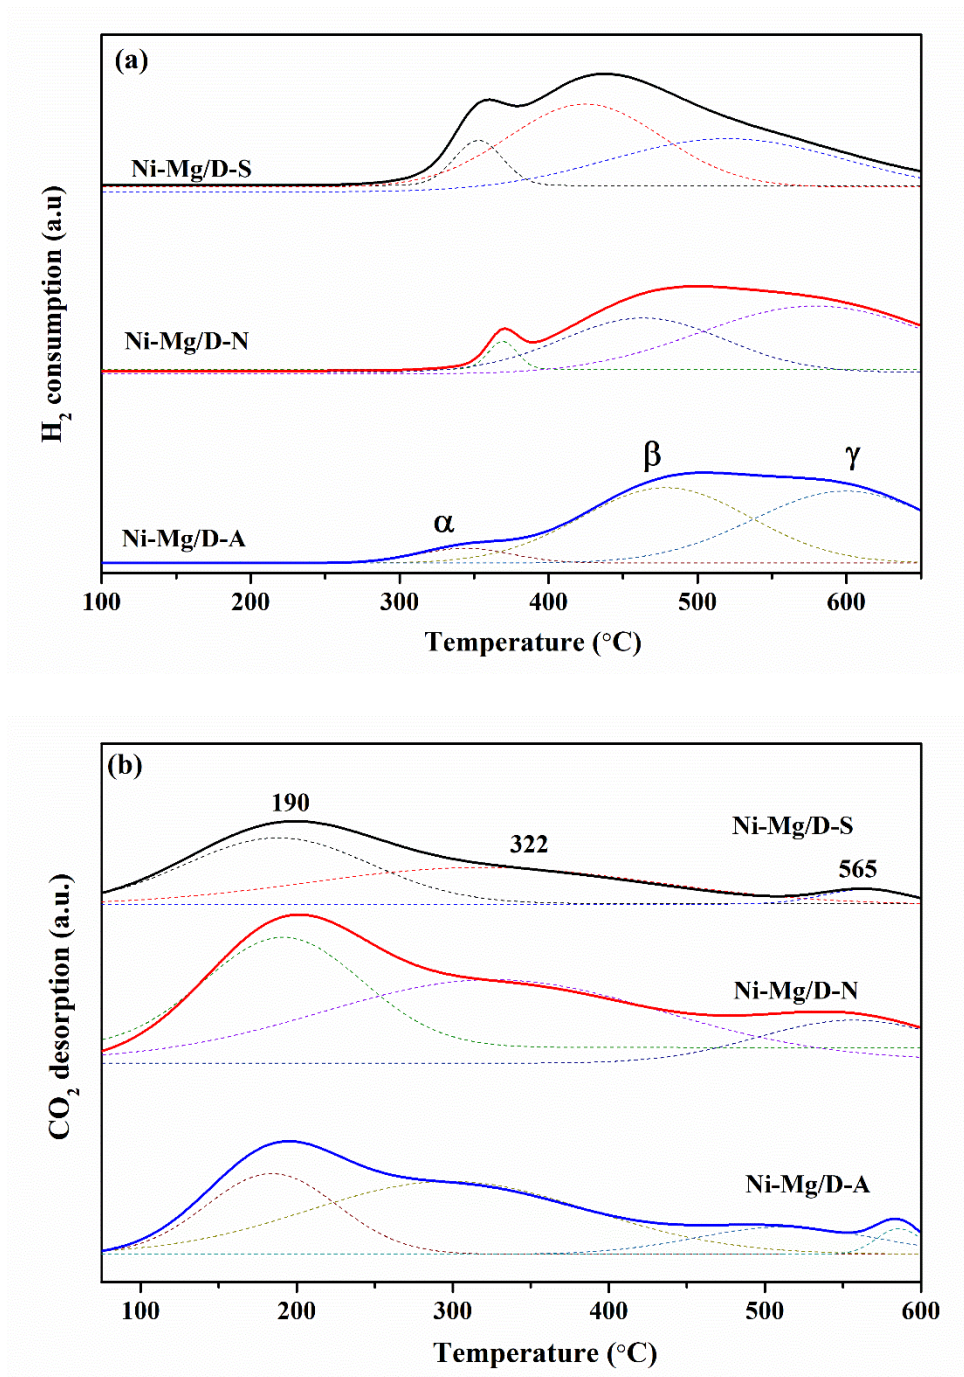 (a)
Ni-Mg/D-S
Ni-Mg/D-N
Ni-Mg/D-A
α
β
γ
H₂ consumption (a.u)
100 200 300 400 500 600
Temperature (°C)
(b)
190
322
565
Ni-Mg/D-S
Ni-Mg/D-N
Ni-Mg/D-A
CO₂ desorption (a.u.)
100 200 300 400 500 600
Temperature (°C)